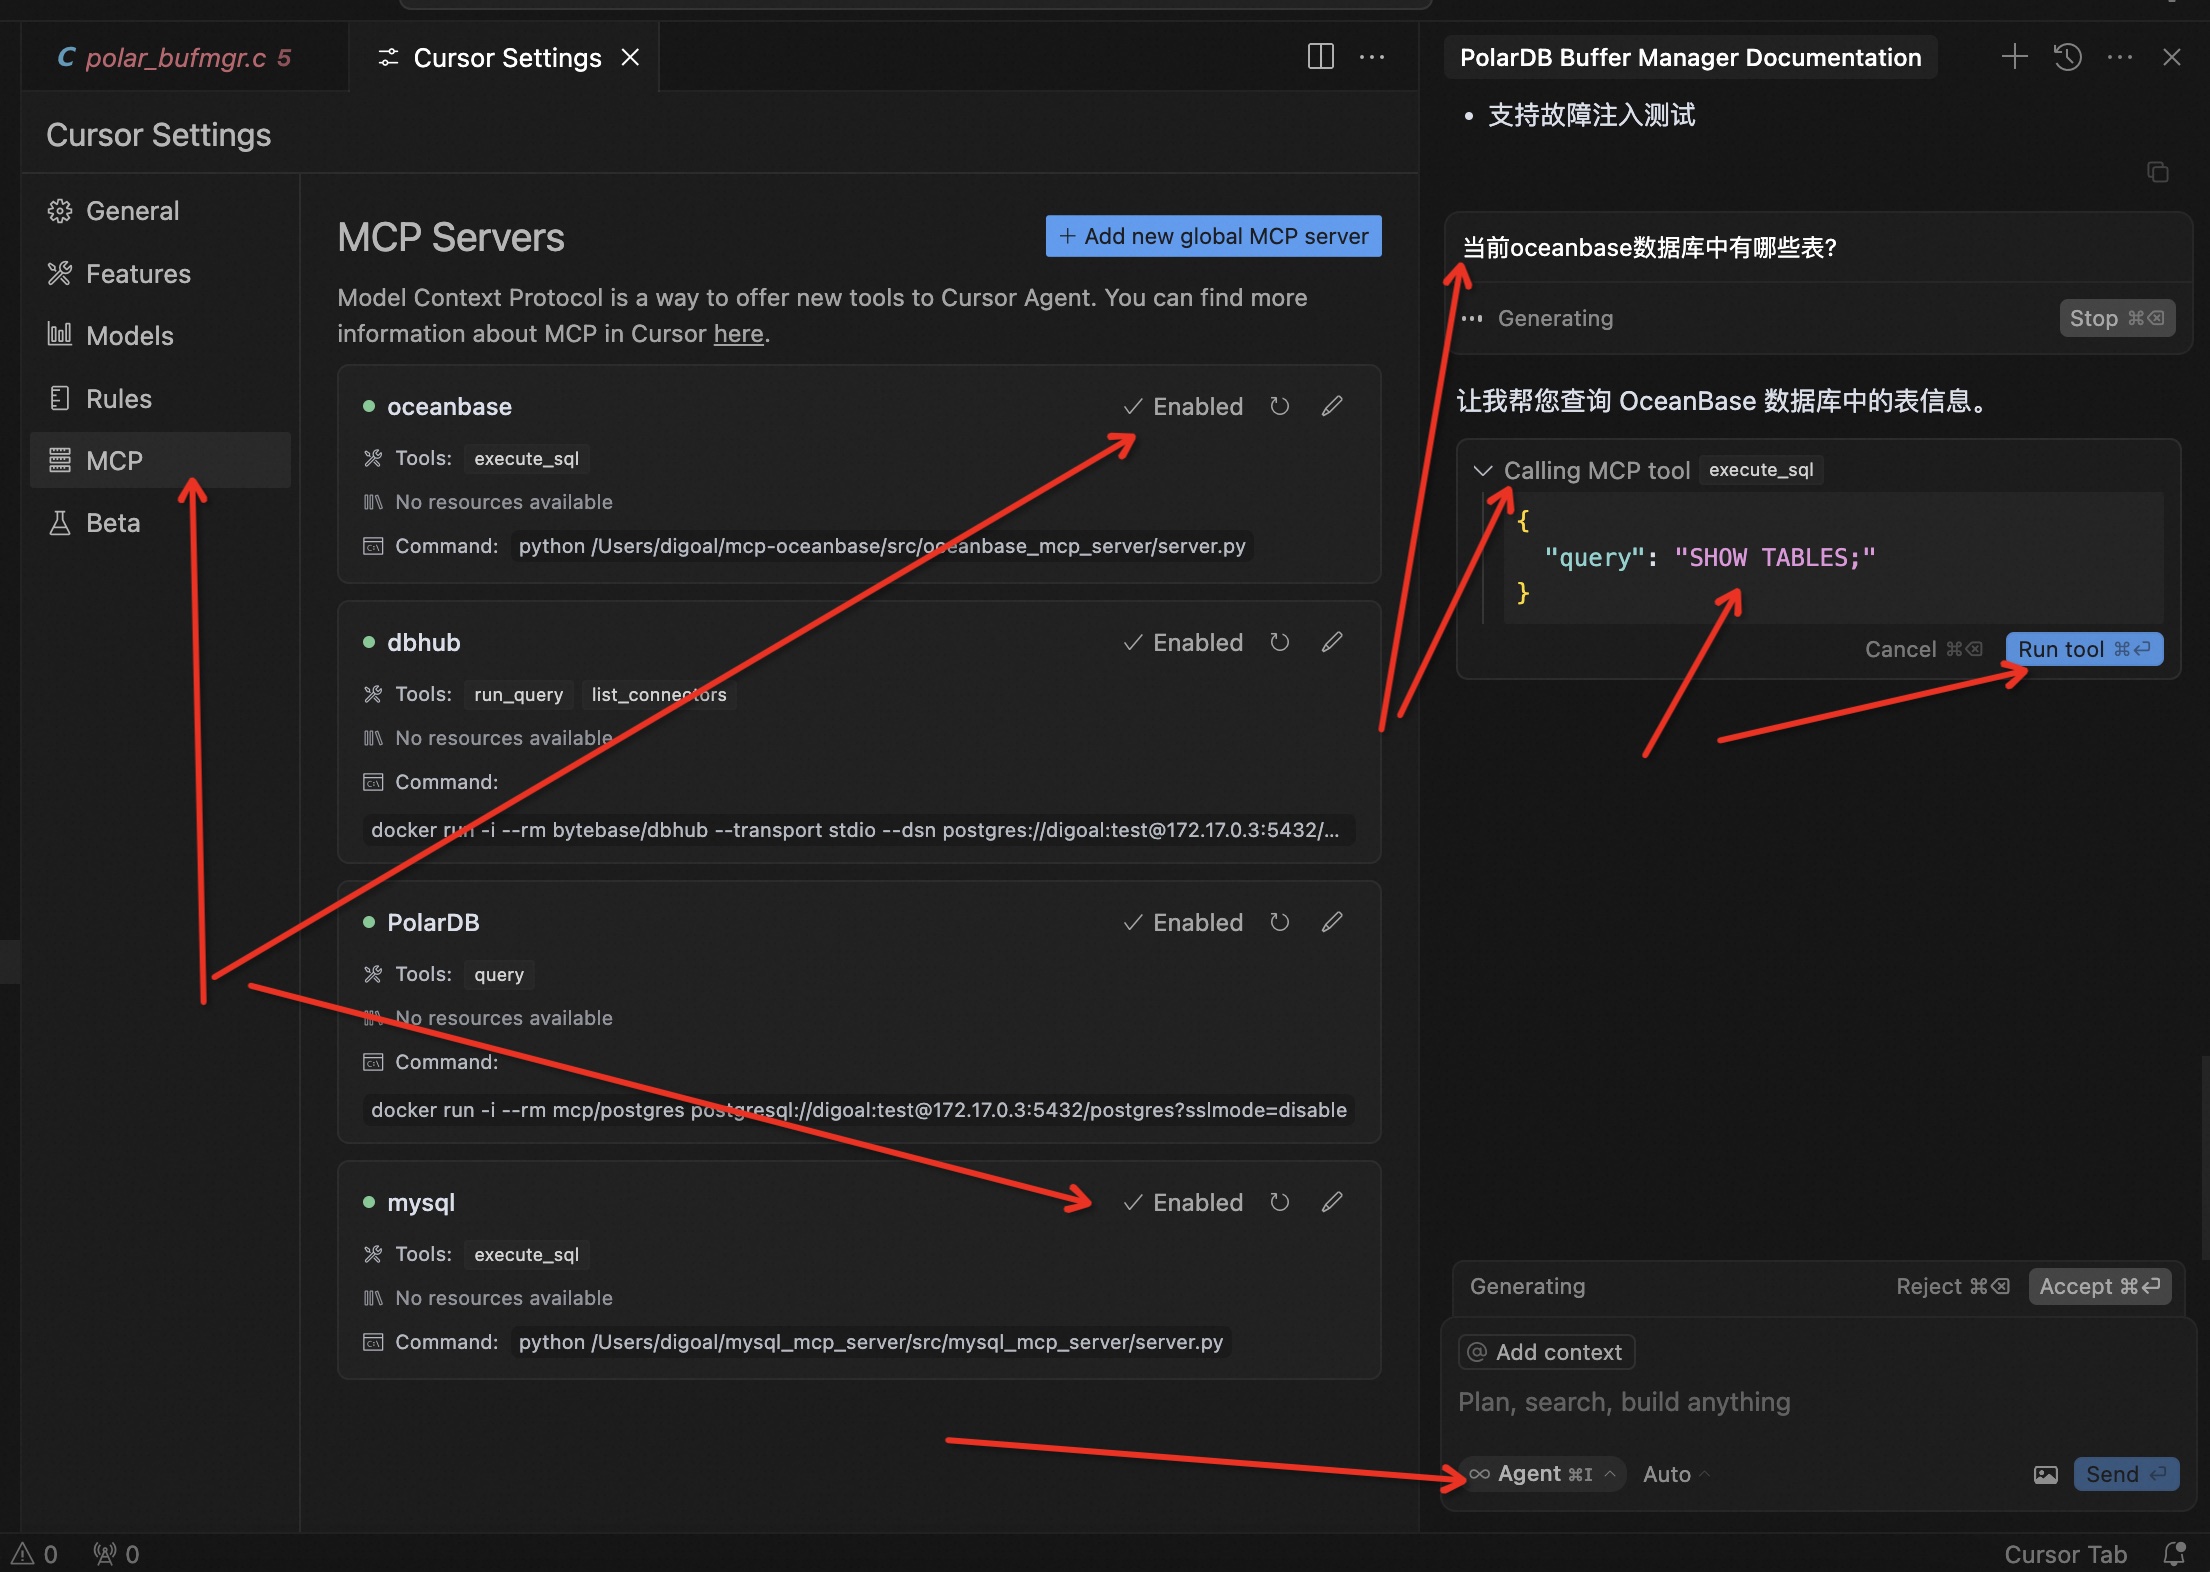 C polar_bufmgr.c 5
Cursor Settings
Cursor Settings
General
Features
Models
Rules
MCP
Beta
MCP Servers
+ Add new global MCP server
Model Context Protocol is a way to offer new tools to Cursor Agent. You can find more
information about MCP in Cursor here.
oceanbase
Enabled
Tools: execute_sql
No resources available
Command: python /Users/digoal/mcp-oceanbase/src/oceanbase_mcp_server/server.py
dbhub
Enabled
Tools: run_query list_connectors
No resources available
Command:
docker run -i --rm bytebase/dbhub --transport stdio --dsn postgres://digoal:test@172.17.0.3:5432/...
PolarDB
Enabled
Tools: query
No resources available
Command:
docker run -i --rm mcp/postgres postgresql://digoal:test@172.17.0.3:5432/postgres?sslmode=disable
mysql
Enabled
Tools: execute_sql
No resources available
Command: python /Users/digoal/mysql_mcp_server/src/mysql_mcp_server/server.py
PolarDB Buffer Manager Documentation
• 支持故障注入测试
当前oceanbase数据库中有哪些表?
Generating
Stop ⌘⌫
让我帮您查询 OceanBase 数据库中的表信息。
Calling MCP tool execute_sql
{
"query": "SHOW TABLES;"
}
Cancel ⌘⌫ Run tool ⌘⏎
Generating
Reject ⌘⌫ Accept ⌘⏎
@ Add context
Plan, search, build anything
∞ Agent ⌘I Auto
Send ⏎
0 0
Cursor Tab